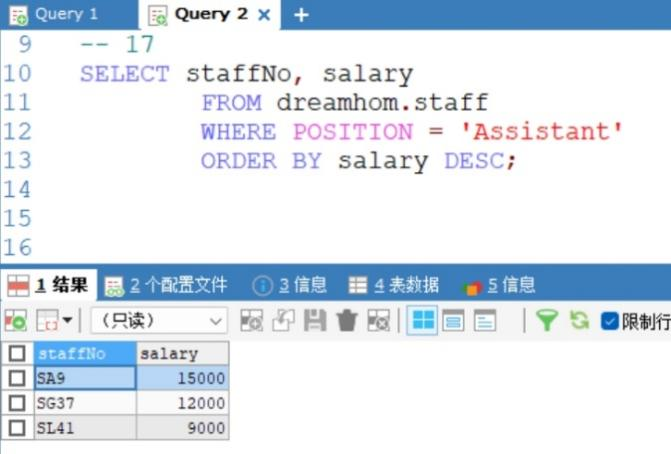 Query 1 Query 2 × +
9 -- 17
10 SELECT staffNo, salary
11 FROM dreamhom.staff
12 WHERE POSITION = 'Assistant'
13 ORDER BY salary DESC;
14
15
16
1 结果 2 个配置文件 3 信息 4 表数据 5 信息
（只读） 限制行
staffNo salary
SA9 15000
SG37 12000
SL41 9000